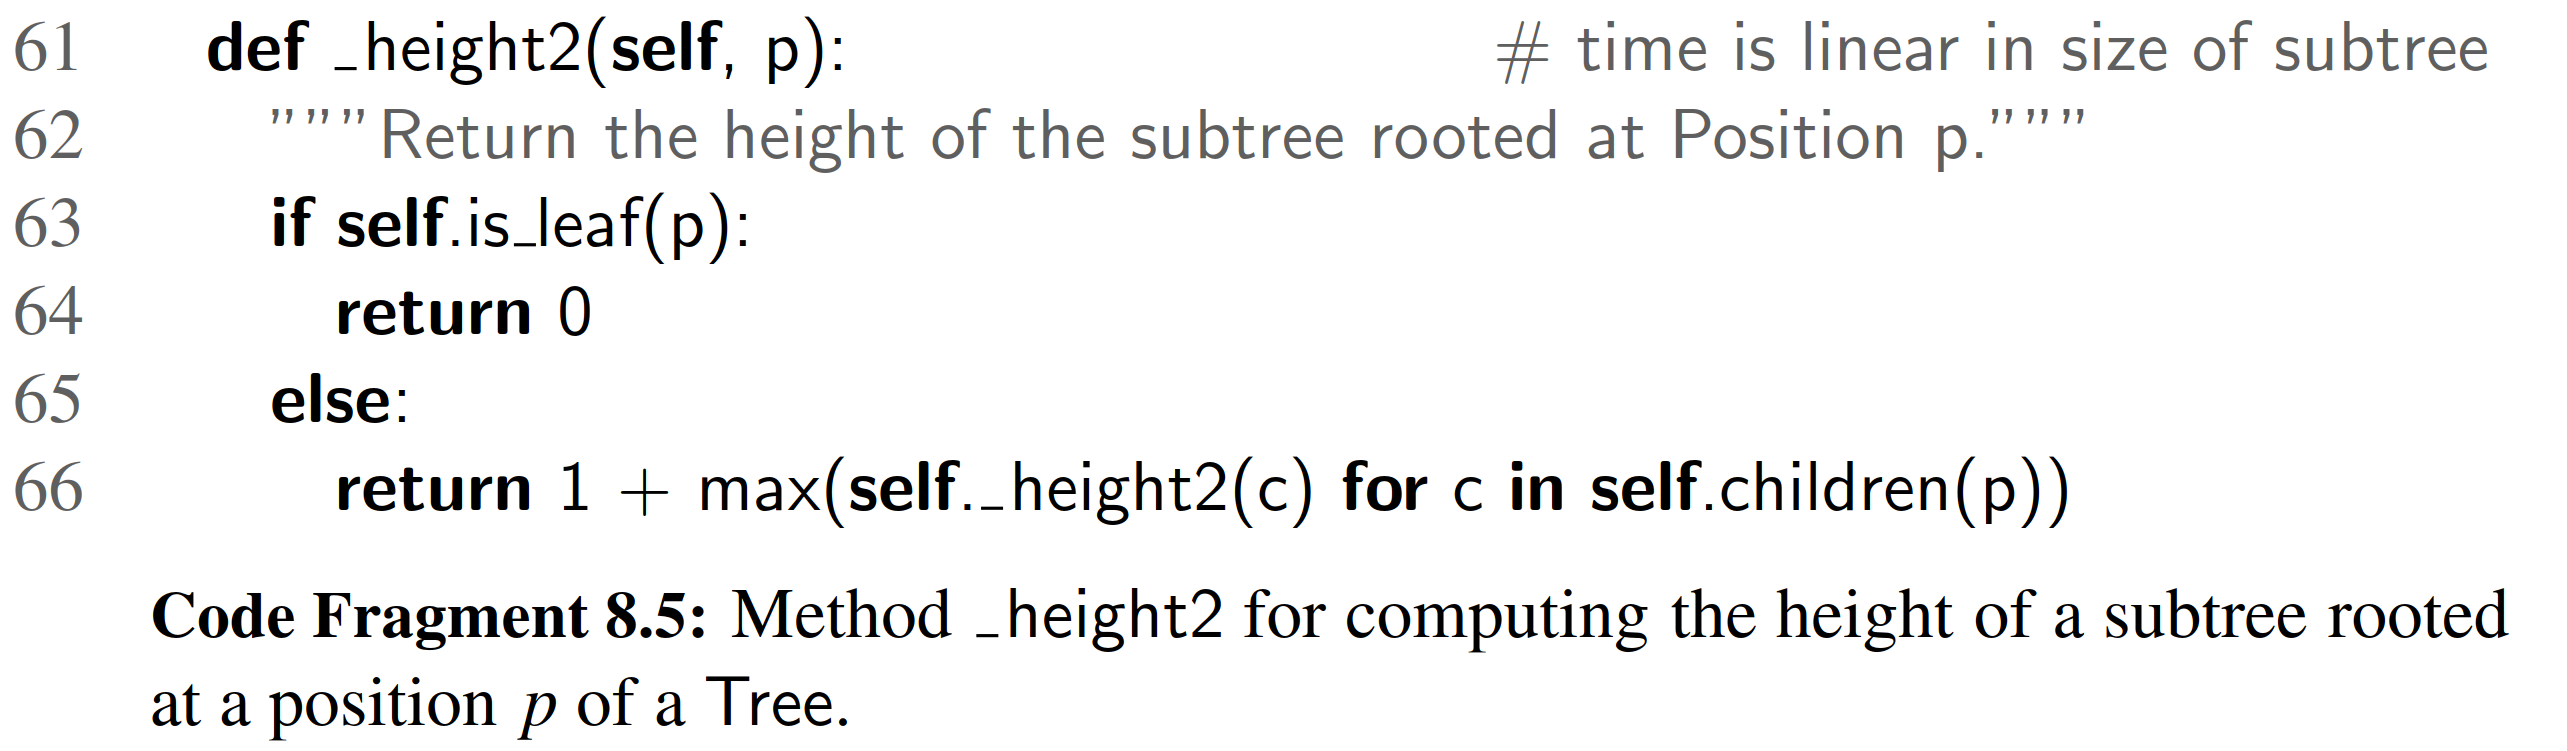 61 def _height2(self, p): # time is linear in size of subtree
62 """Return the height of the subtree rooted at Position p."""
63 if self.is_leaf(p):
64 return 0
65 else:
66 return 1 + max(self._height2(c) for c in self.children(p))
Code Fragment 8.5: Method _height2 for computing the height of a subtree rooted
at a position p of a Tree.